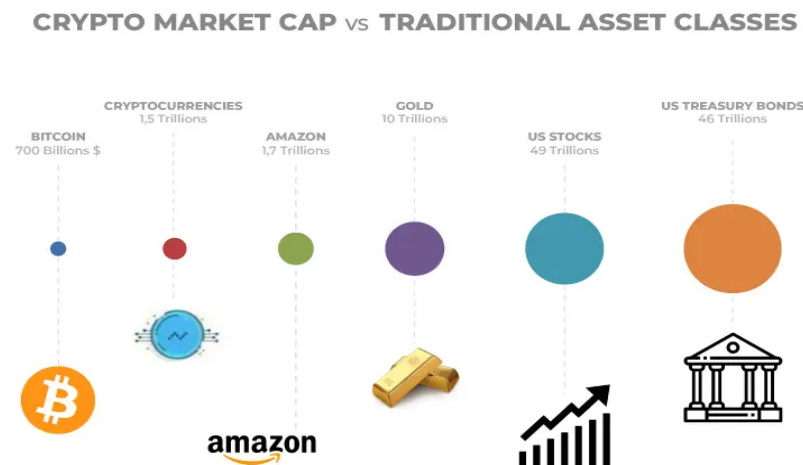 CRYPTO MARKET CAP vs TRADITIONAL ASSET CLASSES
BITCOIN
700 Billions $
CRYPTOCURRENCIES
1,5 Trillions
AMAZON
1,7 Trillions
GOLD
10 Trillions
US STOCKS
49 Trillions
US TREASURY BONDS
46 Trillions
amazon